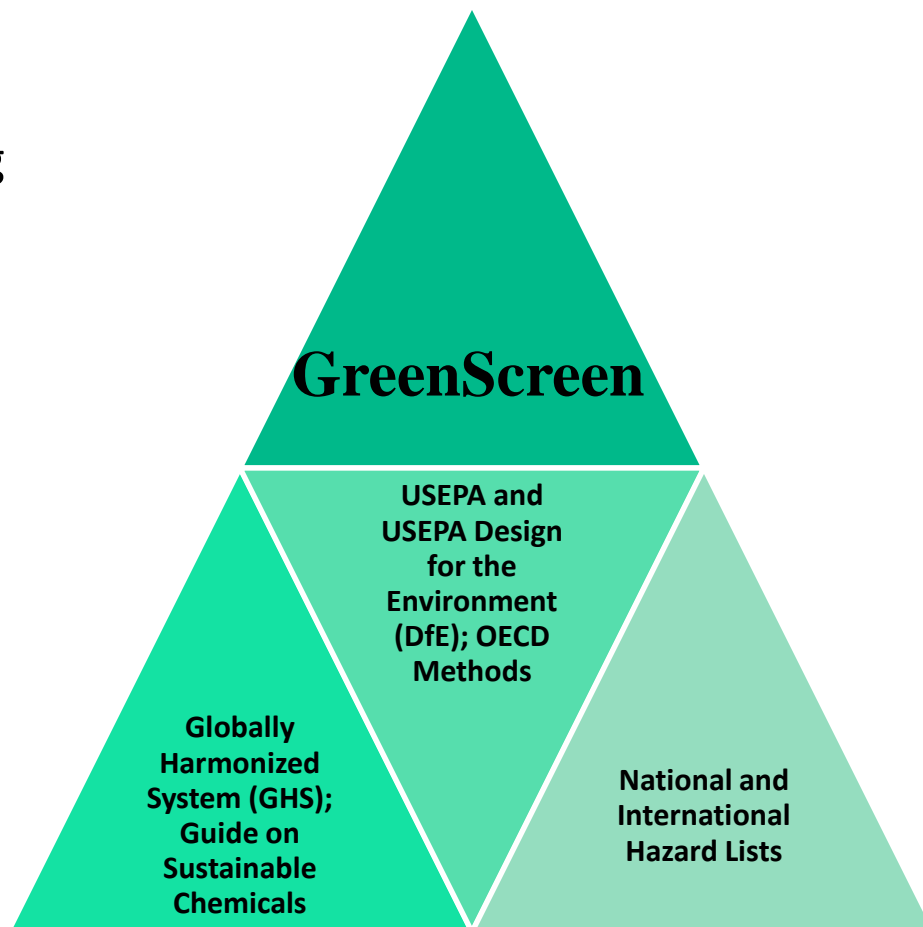 g
GreenScreen
USEPA and
USEPA Design
for the
Environment
(DfE); OECD
Methods
Globally
Harmonized
System (GHS);
Guide on
Sustainable
Chemicals
National and
International
Hazard Lists